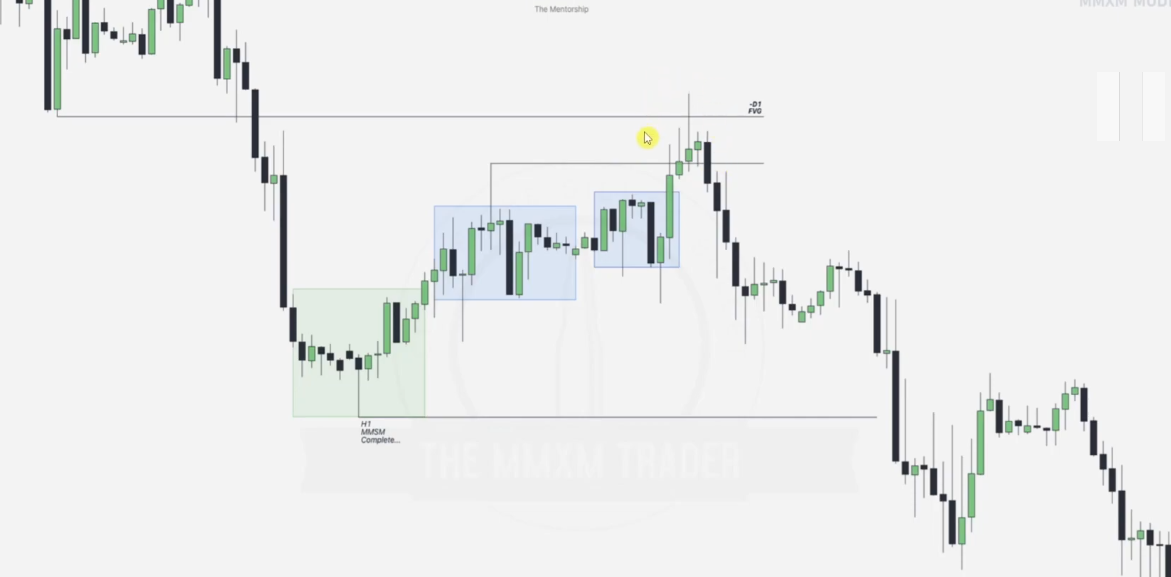 The Mentorship
-D1
FVG
H1
MMSM
Complete...
THE MMXM TRADER